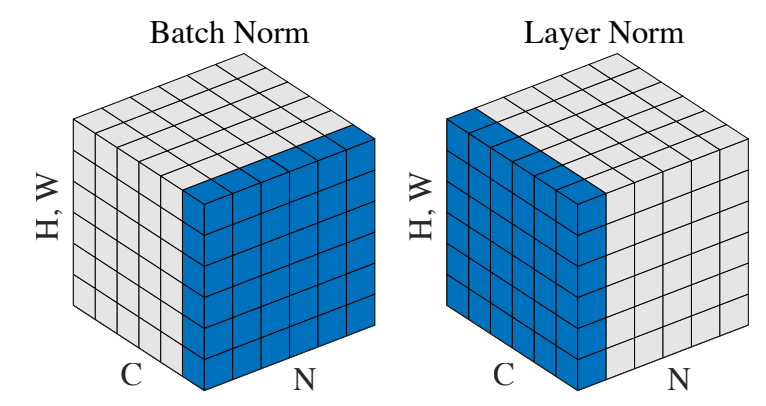 Batch Norm
Layer Norm
H, W
H, W
C
N
C
N